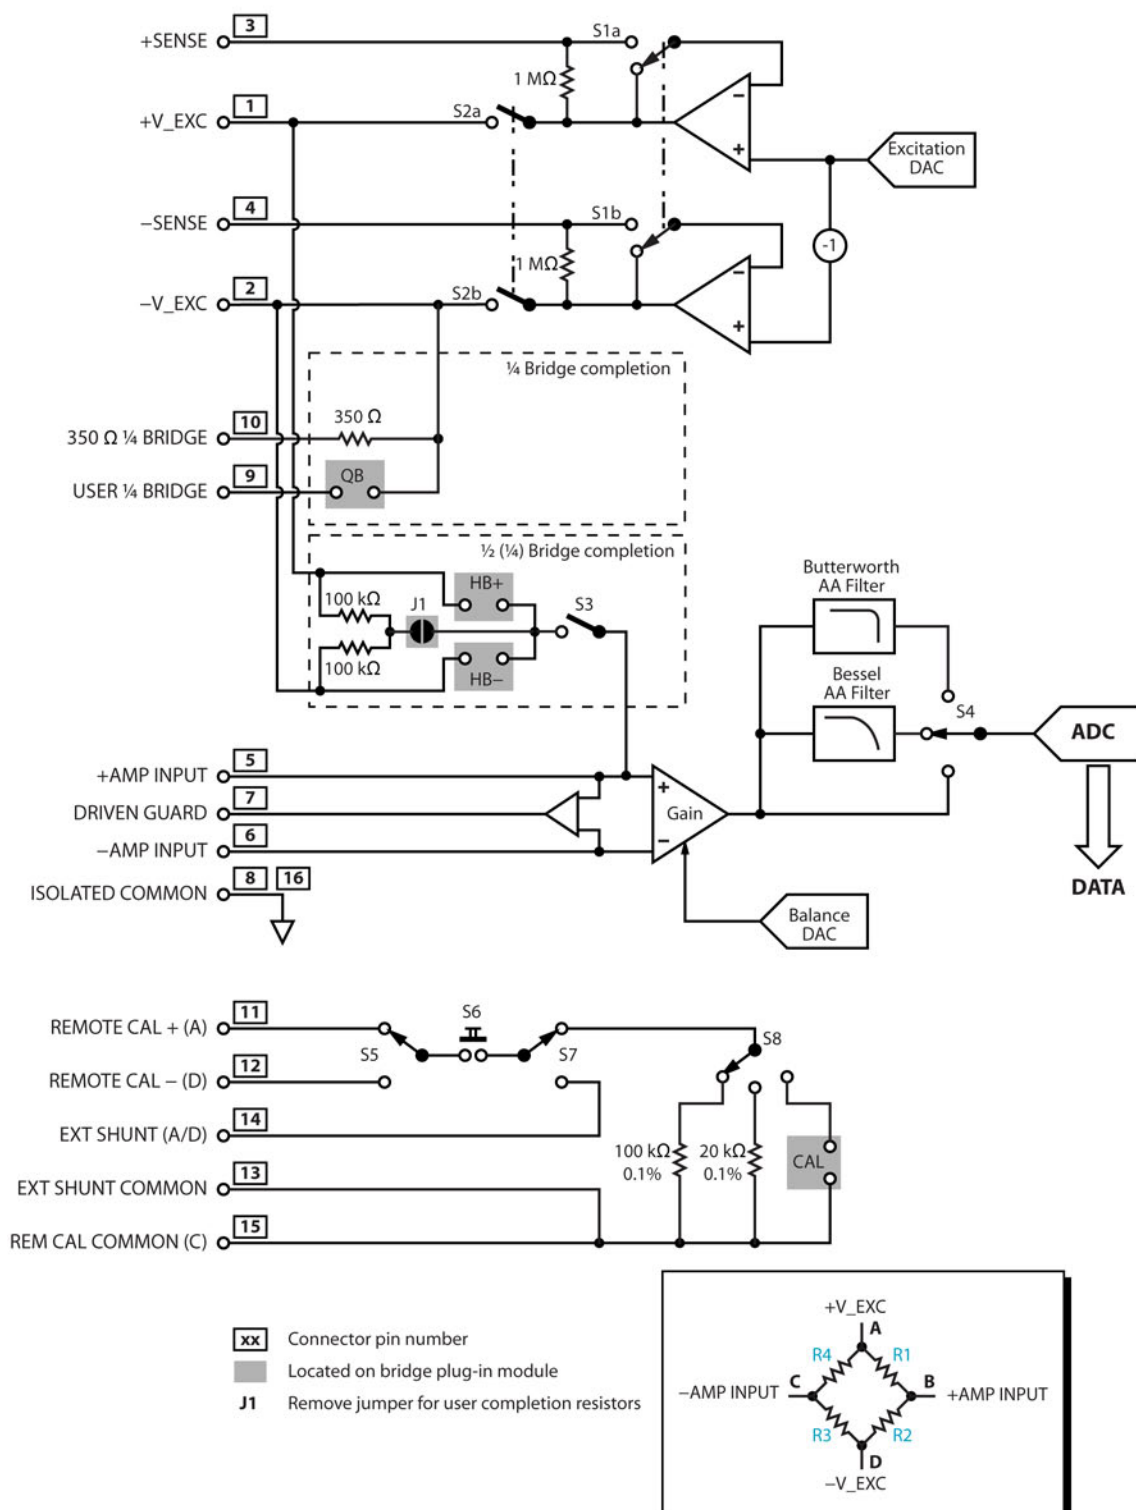 3
+SENSE
S1a
1 MΩ
1
+V_EXC
S2a
−
+
Excitation
DAC
4
−SENSE
S1b
-1
1 MΩ
2
−V_EXC
S2b
−
+
¼ Bridge completion
10
350 Ω ¼ BRIDGE
350 Ω
9
USER ¼ BRIDGE
QB
½ (¼) Bridge completion
HB+
100 kΩ
J1
S3
100 kΩ
HB−
Butterworth
AA Filter
Bessel
AA Filter
S4
ADC
5
+AMP INPUT
+
7
DRIVEN GUARD
Gain
6
−AMP INPUT
−
8 16
ISOLATED COMMON
DATA
Balance
DAC
11
REMOTE CAL + (A)
S6
S5
S7
S8
12
REMOTE CAL − (D)
14
EXT SHUNT (A/D)
100 kΩ
0.1%
20 kΩ
0.1%
CAL
13
EXT SHUNT COMMON
15
REM CAL COMMON (C)
xx Connector pin number
Located on bridge plug-in module
J1 Remove jumper for user completion resistors
+V_EXC
A
R4 R1
−AMP INPUT C B +AMP INPUT
R3 R2
D
−V_EXC